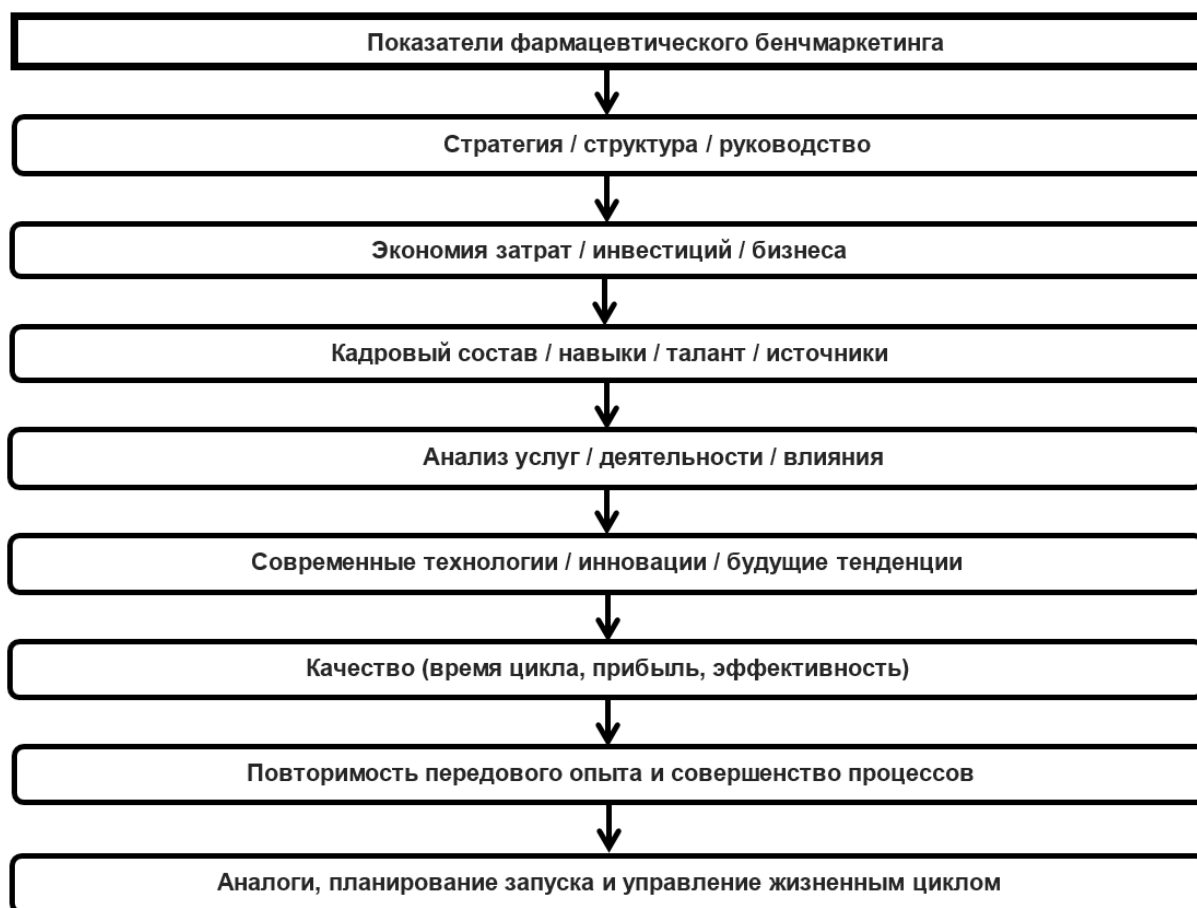 Показатели фармацевтического бенчмаркетинга
Стратегия / структура / руководство
Экономия затрат / инвестиций / бизнеса
Кадровый состав / навыки / талант / источники
Анализ услуг / деятельности / влияния
Современные технологии / инновации / будущие тенденции
Качество (время цикла, прибыль, эффективность)
Повторимость передового опыта и совершенство процессов
Аналоги, планирование запуска и управление жизненным циклом